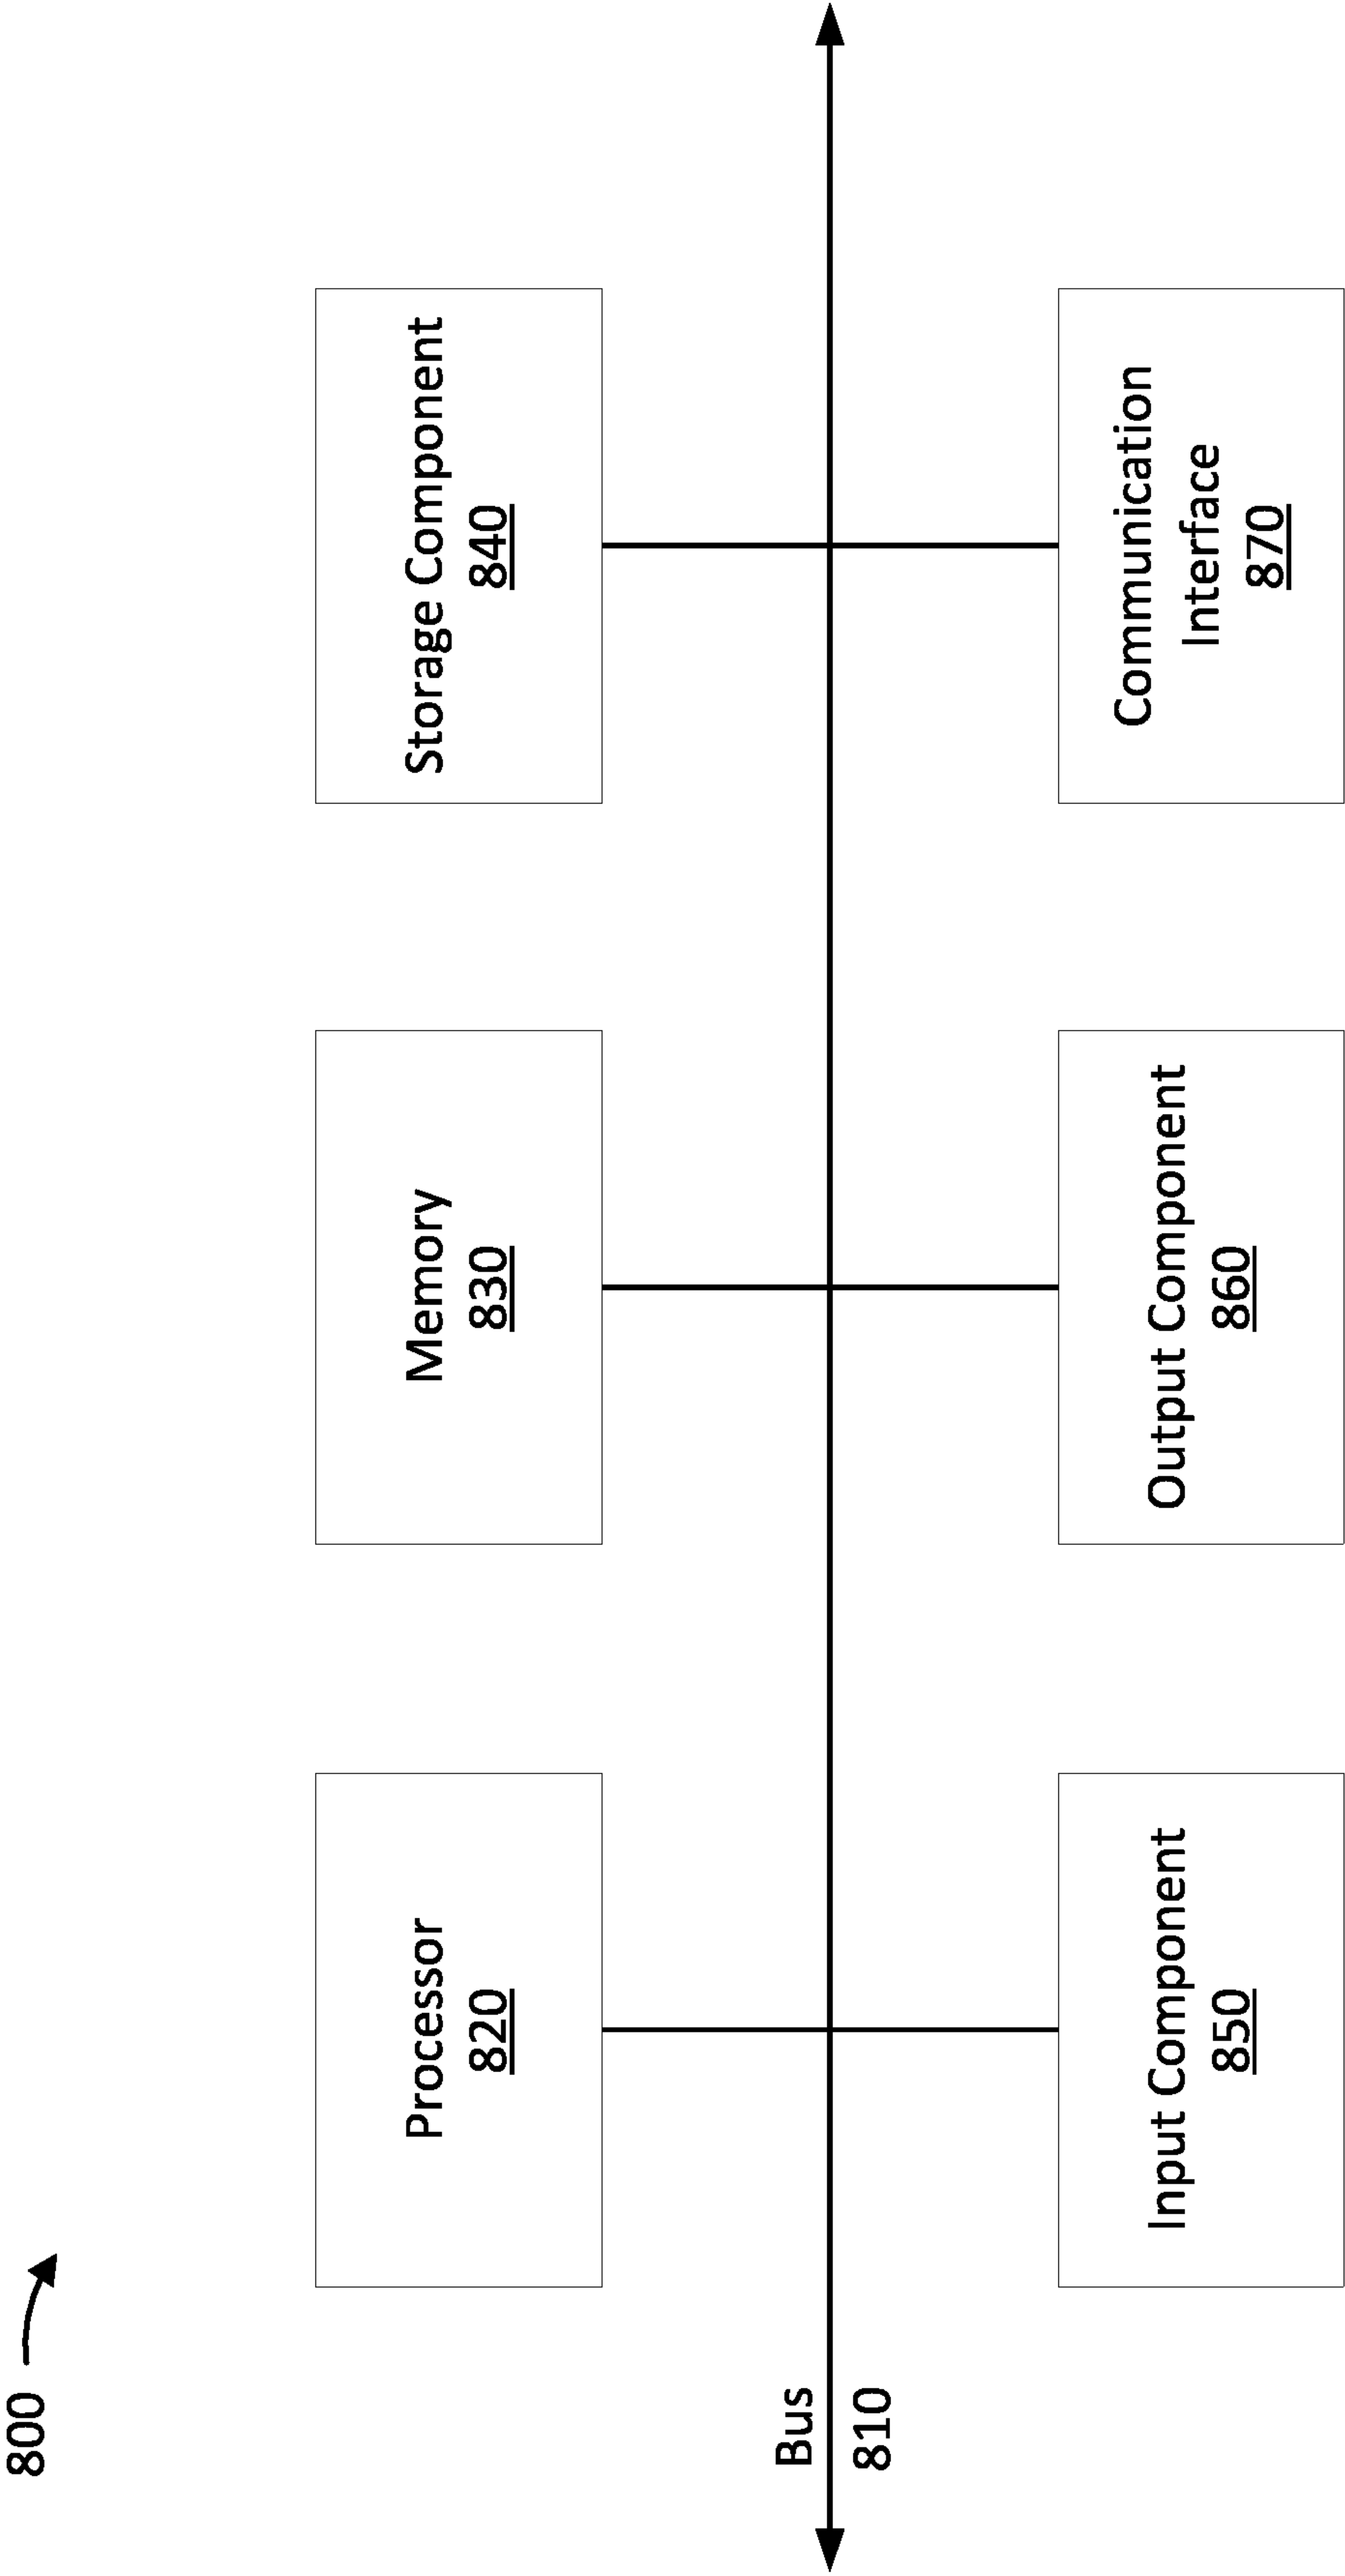 800
Processor
820
Memory
830
Storage Component
840
Bus
810
Input Component
850
Output Component
860
Communication
Interface
870